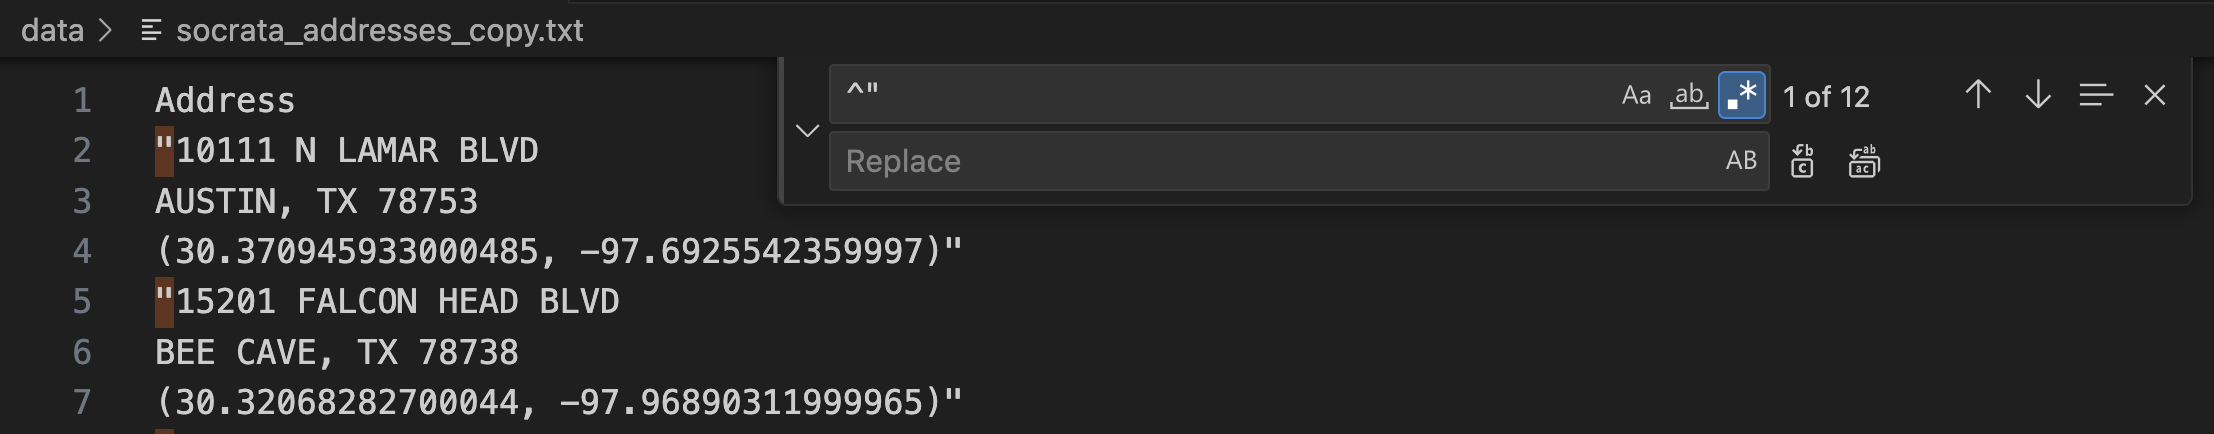 data > socrata_addresses_copy.txt
^" Aa ab .* 1 of 12
Replace AB
1 Address
2 "10111 N LAMAR BLVD
3 AUSTIN, TX 78753
4 (30.370945933000485, -97.6925542359997)"
5 "15201 FALCON HEAD BLVD
6 BEE CAVE, TX 78738
7 (30.32068282700044, -97.96890311999965)"